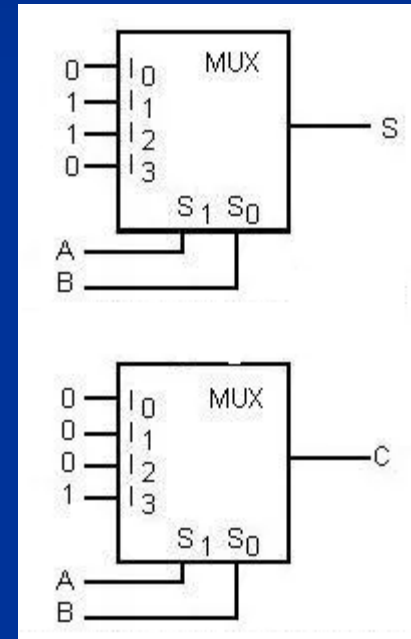 0 I0 MUX
1 I1
1 I2 S
0 I3
S1 S0
A
B
0 I0 MUX
0 I1
0 I2 C
1 I3
S1 S0
A
B